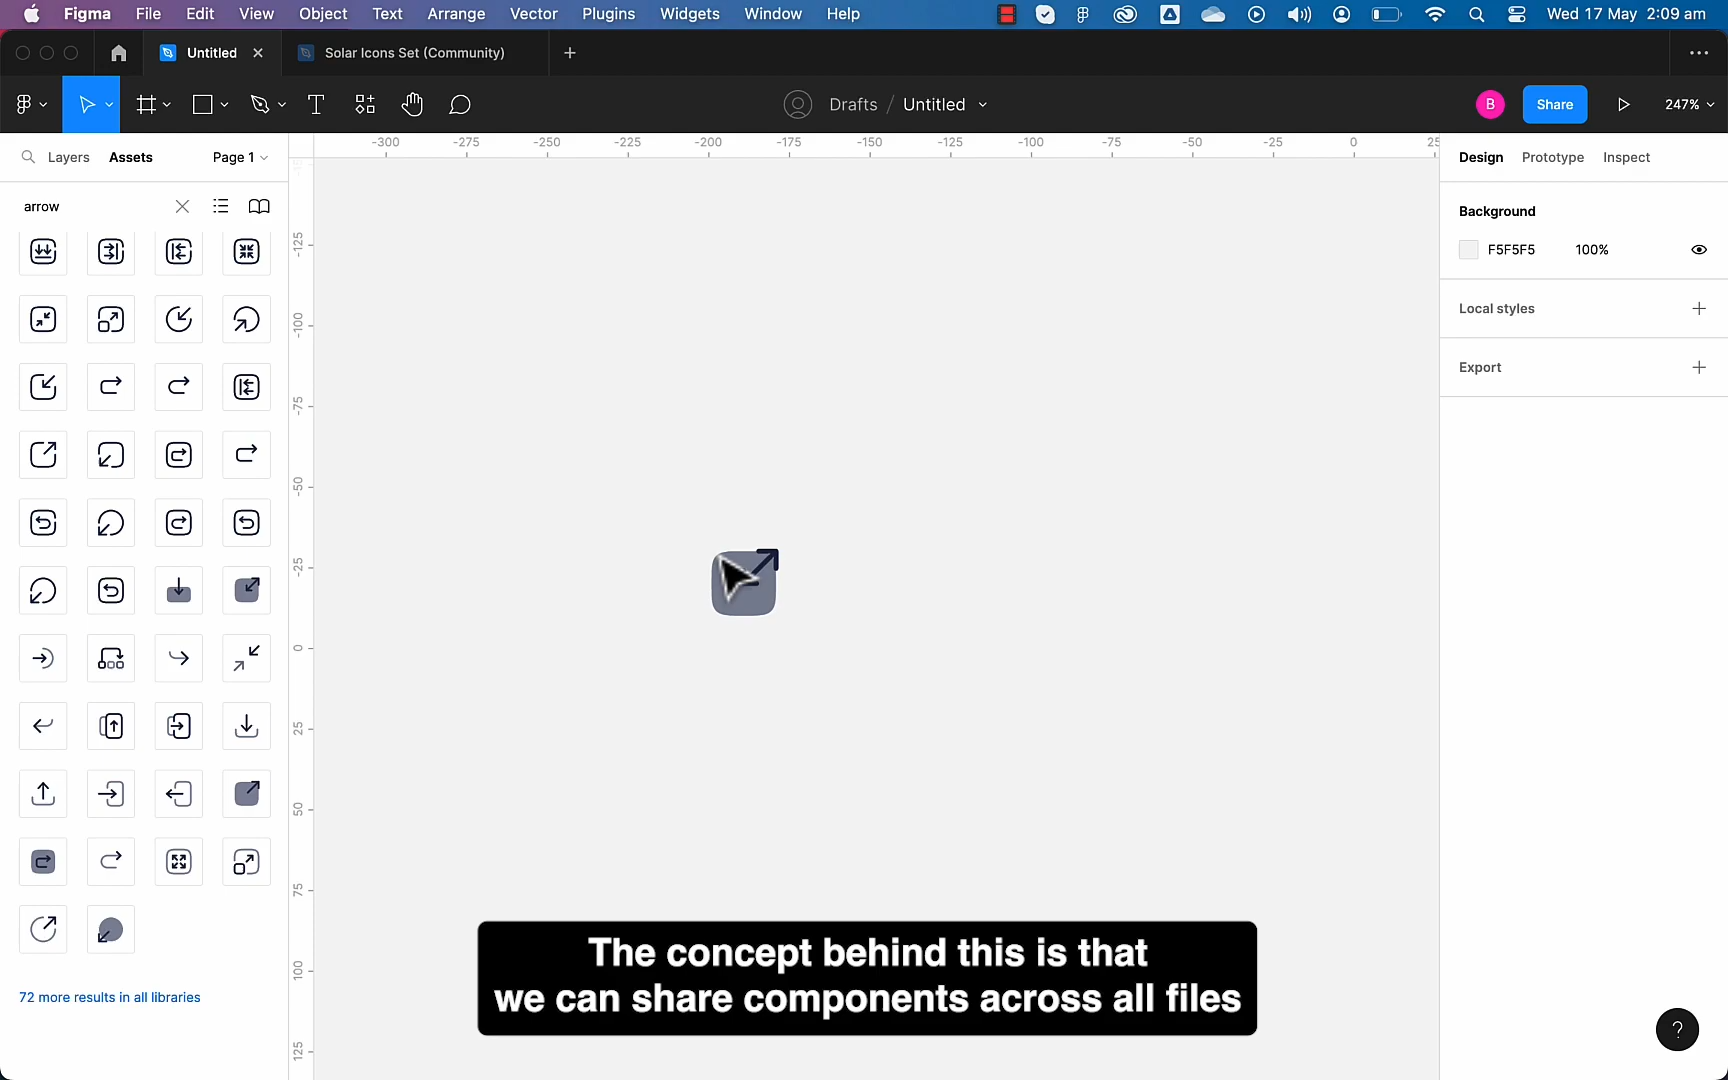 Figma File Edit View Object Text Arrange Vector Plugins Widgets Window Help Wed 17 May 2:09 am
Untitled Solar Icons Set (Community)
Drafts / Untitled B Share 247%
Layers Assets Page 1
-300 -275 -250 -225 -200 -175 -150 -125 -100 -75 -50 -25 0 25
Design Prototype Inspect
arrow
Background
F5F5F5 100%
Local styles
Export
-125
-100
-75
-50
-25
0
25
50
75
100
125
72 more results in all libraries
The concept behind this is that
we can share components across all files
?